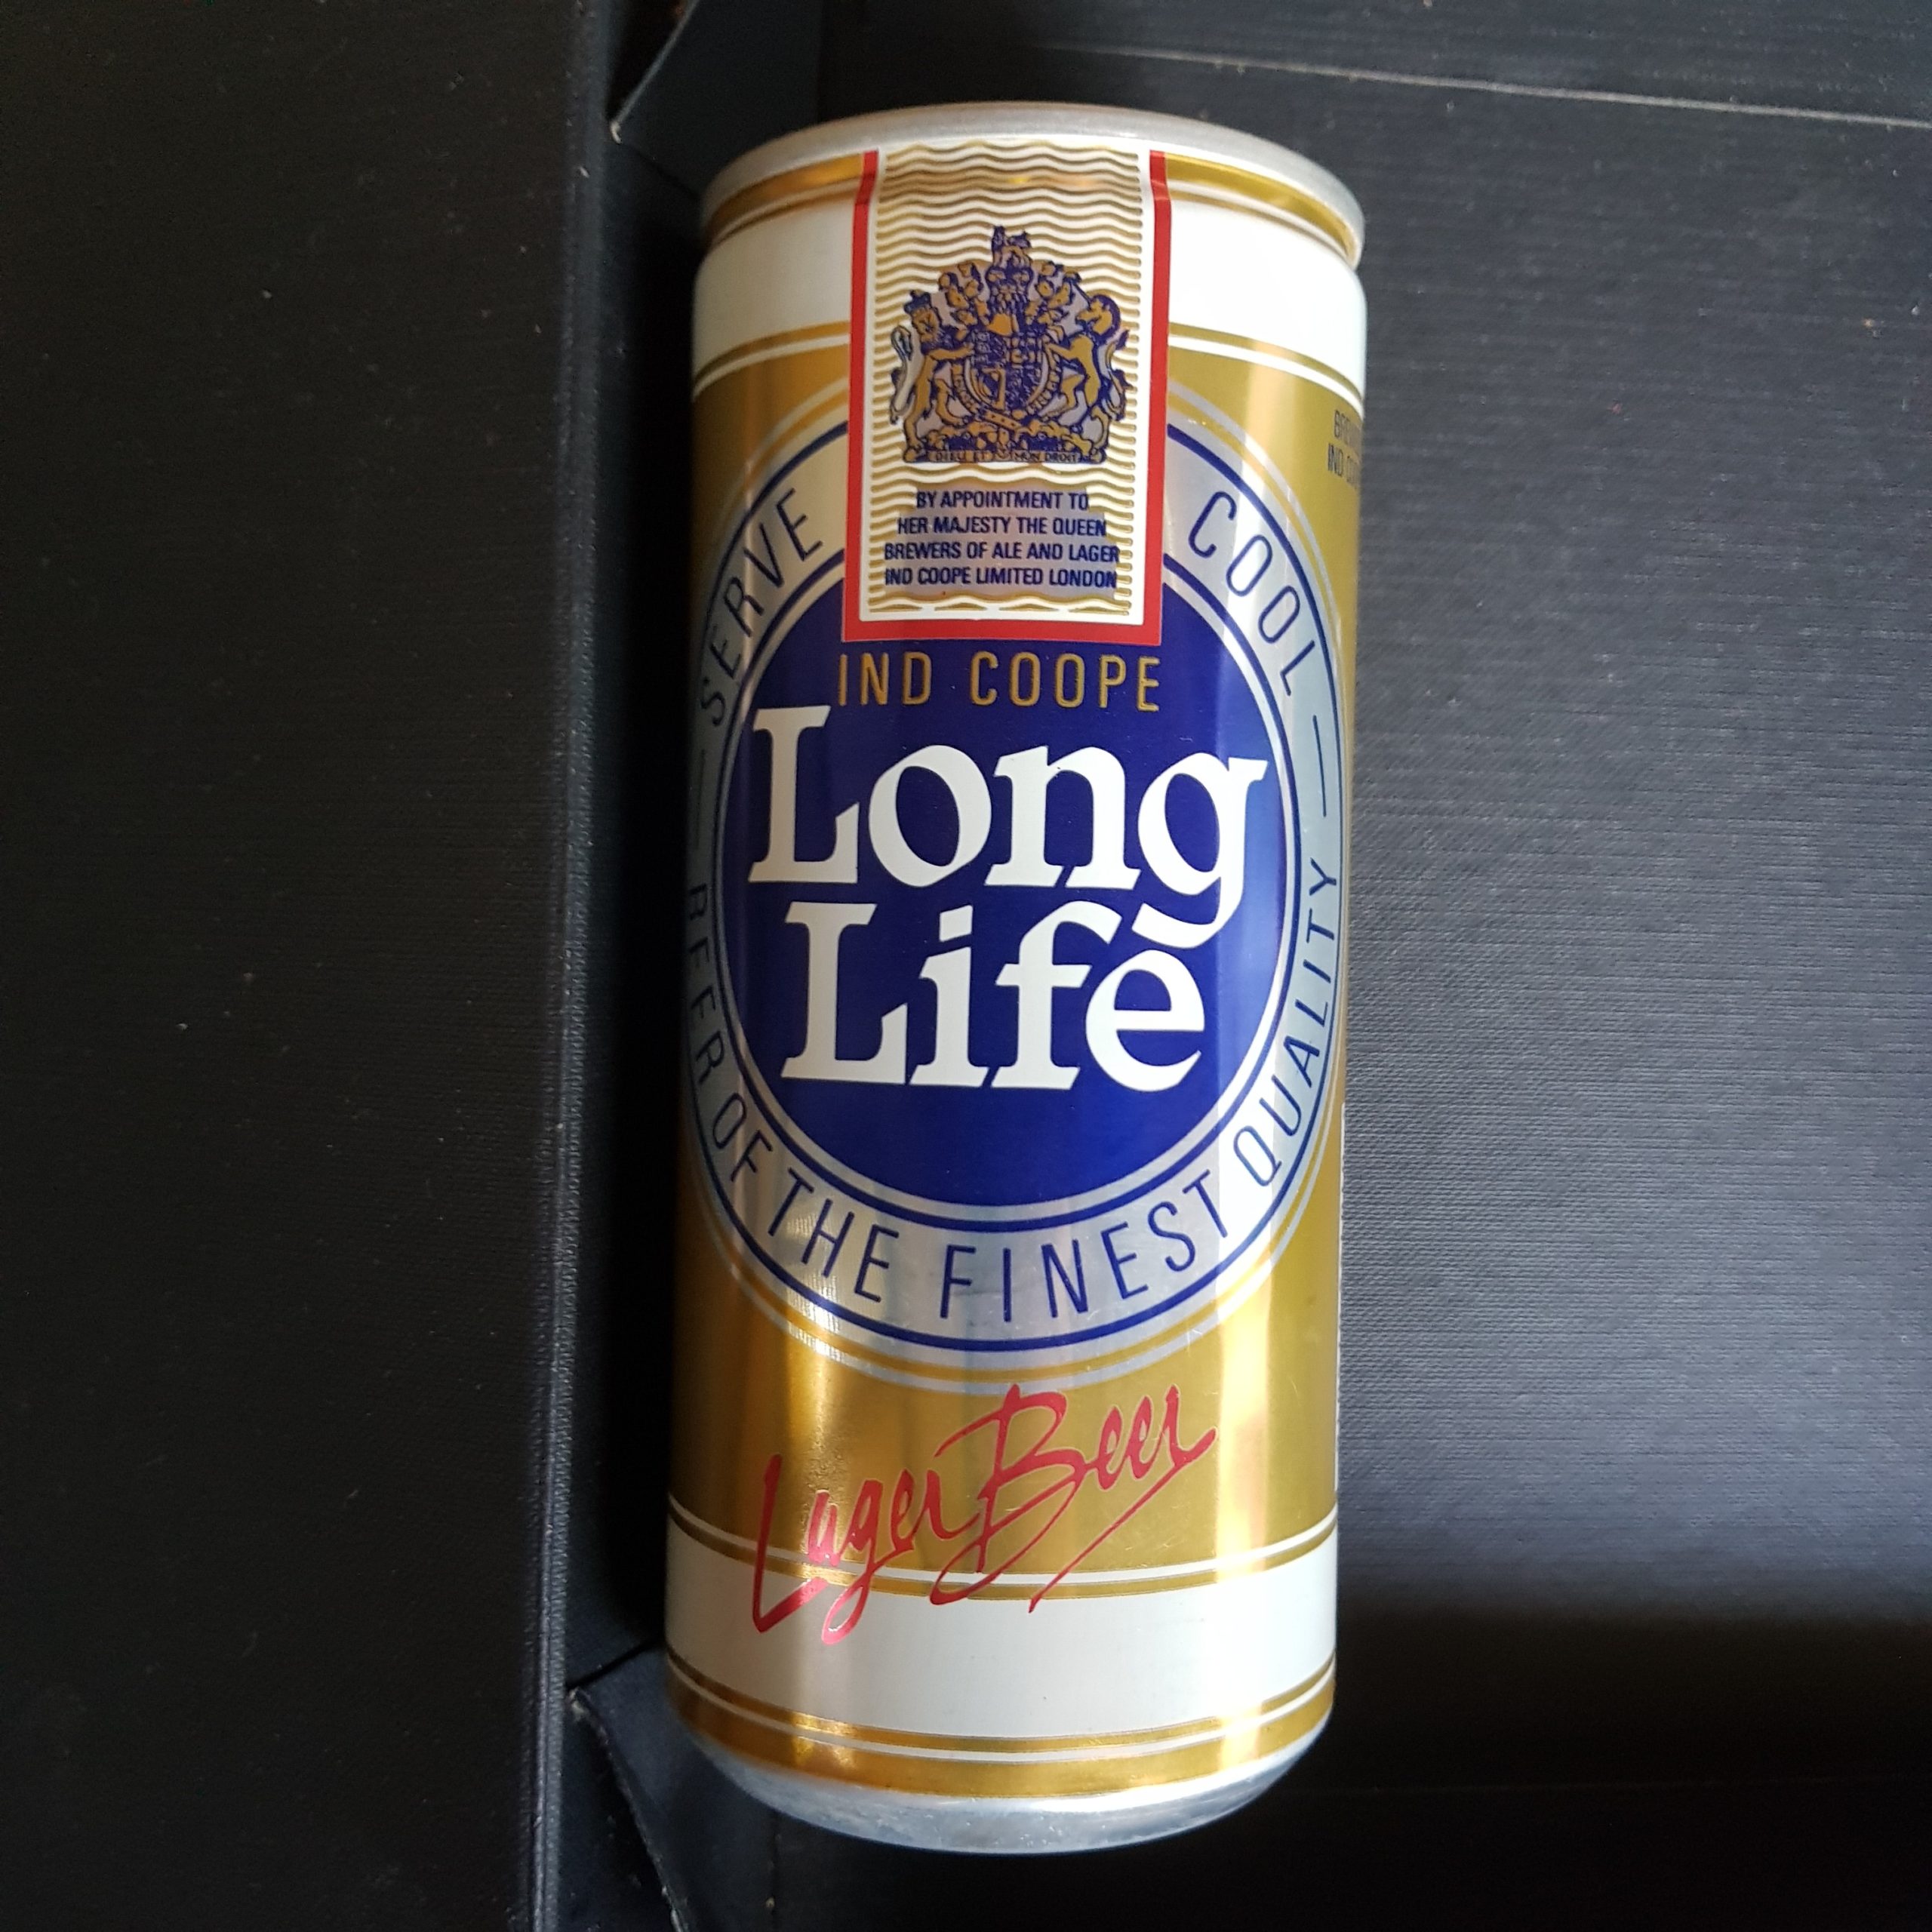 DIEU ET MON DROIT
BY APPOINTMENT TO
HER MAJESTY THE QUEEN
BREWERS OF ALE AND LAGER
IND COOPE LIMITED LONDON
SERVE COOL
IND COOPE
Long
Life
BEER OF THE FINEST QUALITY
Lager Beer
IND